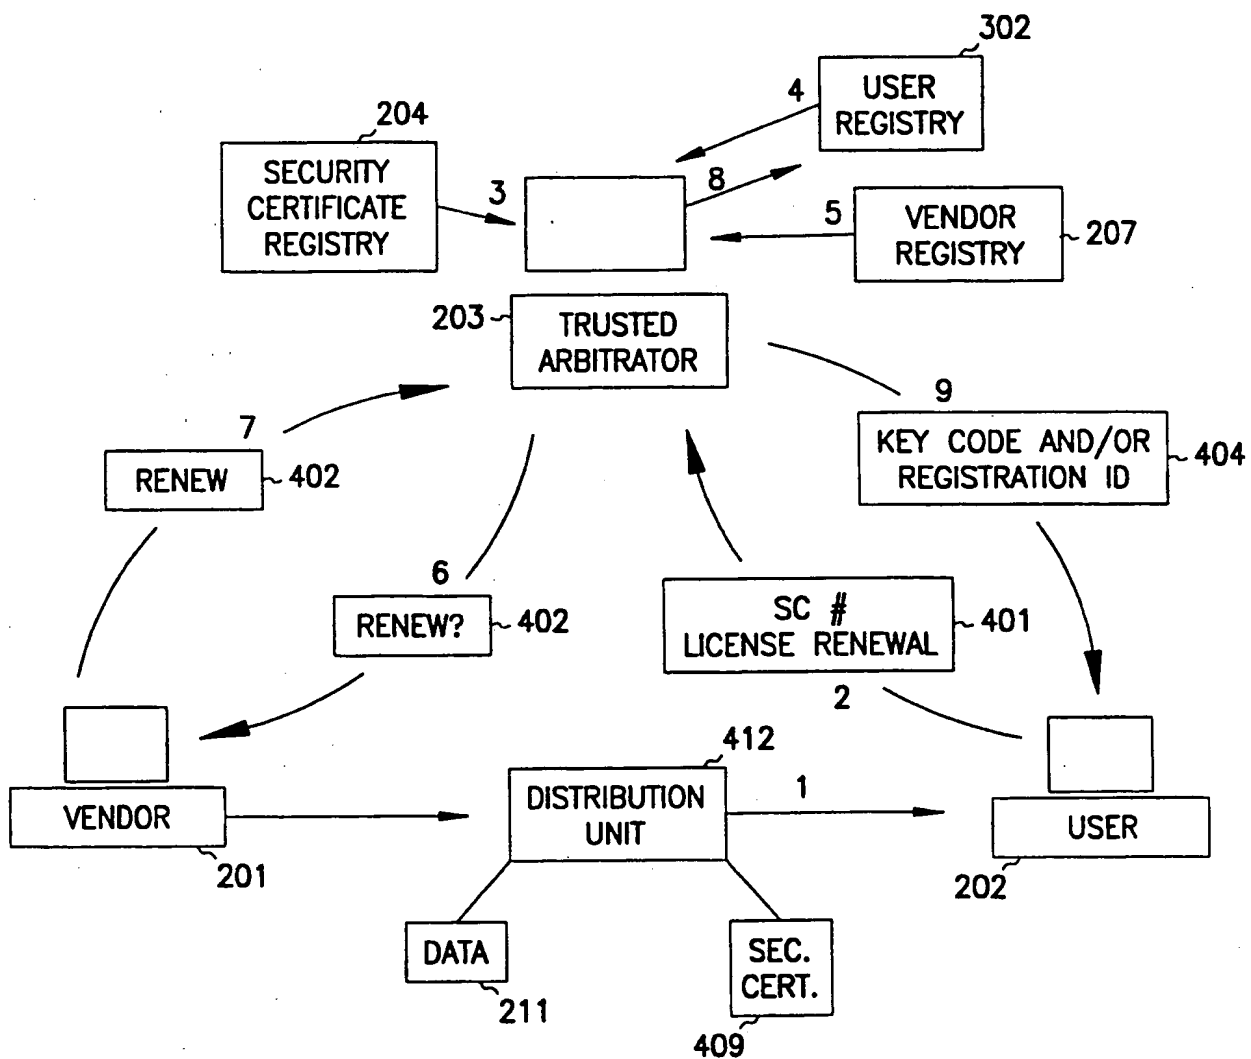 302
4
USER
REGISTRY
204
SECURITY
CERTIFICATE
REGISTRY
3
8
5
VENDOR
REGISTRY
207
203
TRUSTED
ARBITRATOR
7
RENEW
402
9
KEY CODE AND/OR
REGISTRATION ID
404
6
RENEW?
402
SC #
LICENSE RENEWAL
401
2
412
VENDOR
201
DISTRIBUTION
UNIT
1
USER
202
DATA
211
SEC.
CERT.
409